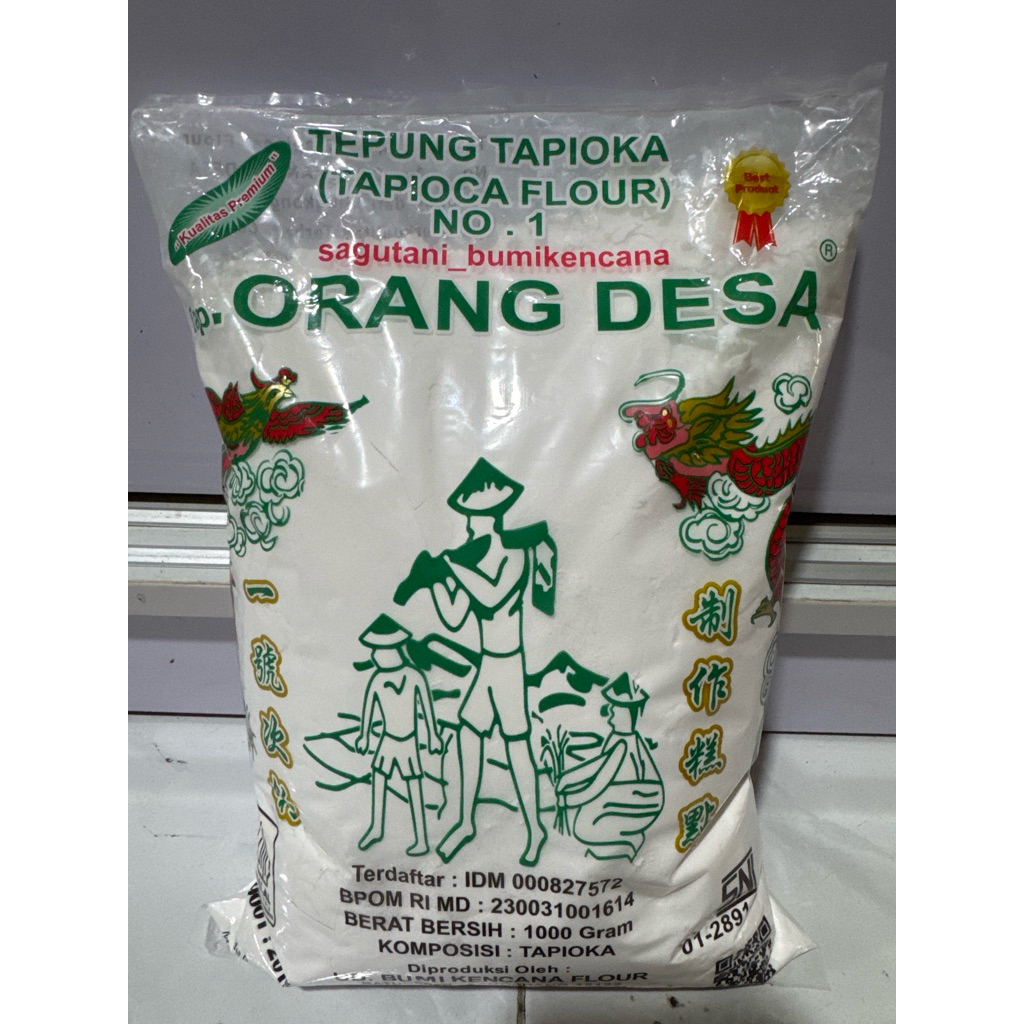 TEPUNG TAPIOKA
(TAPIOCA FLOUR)
NO . 1
"Kualitas Premium"
Best
Product
sagutani_bumikencana
ORANG DESA
®
一號次粉
制作糕點
Terdaftar : IDM 000827572
BPOM RI MD : 230031001614
BERAT BERSIH : 1000 Gram
KOMPOSISI : TAPIOKA
Diproduksi Oleh :
BUMI KENCANA FLOUR
SNI
01-2891